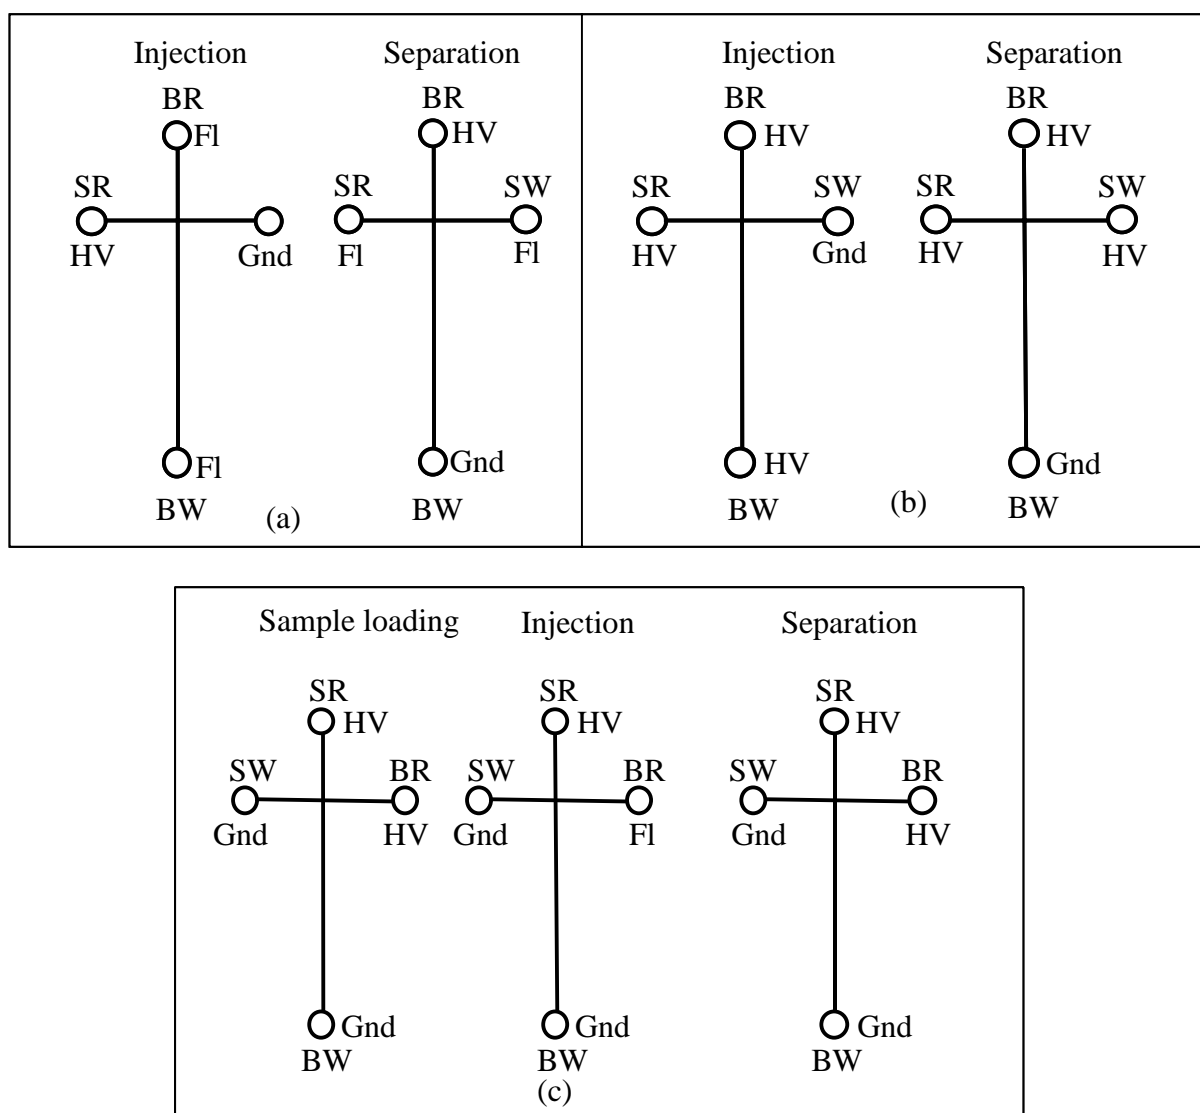 Injection Separation
BR BR
Fl HV
SR SR SW
HV Gnd Fl Fl
Fl Gnd
BW BW
(a)
Injection Separation
BR BR
HV HV
SR SW SR SW
HV Gnd HV HV
HV Gnd
BW BW
(b)
Sample loading Injection Separation
SR SR SR
HV HV HV
SW BR SW BR SW BR
Gnd HV Gnd Fl Gnd HV
Gnd Gnd Gnd
BW BW BW
(c)